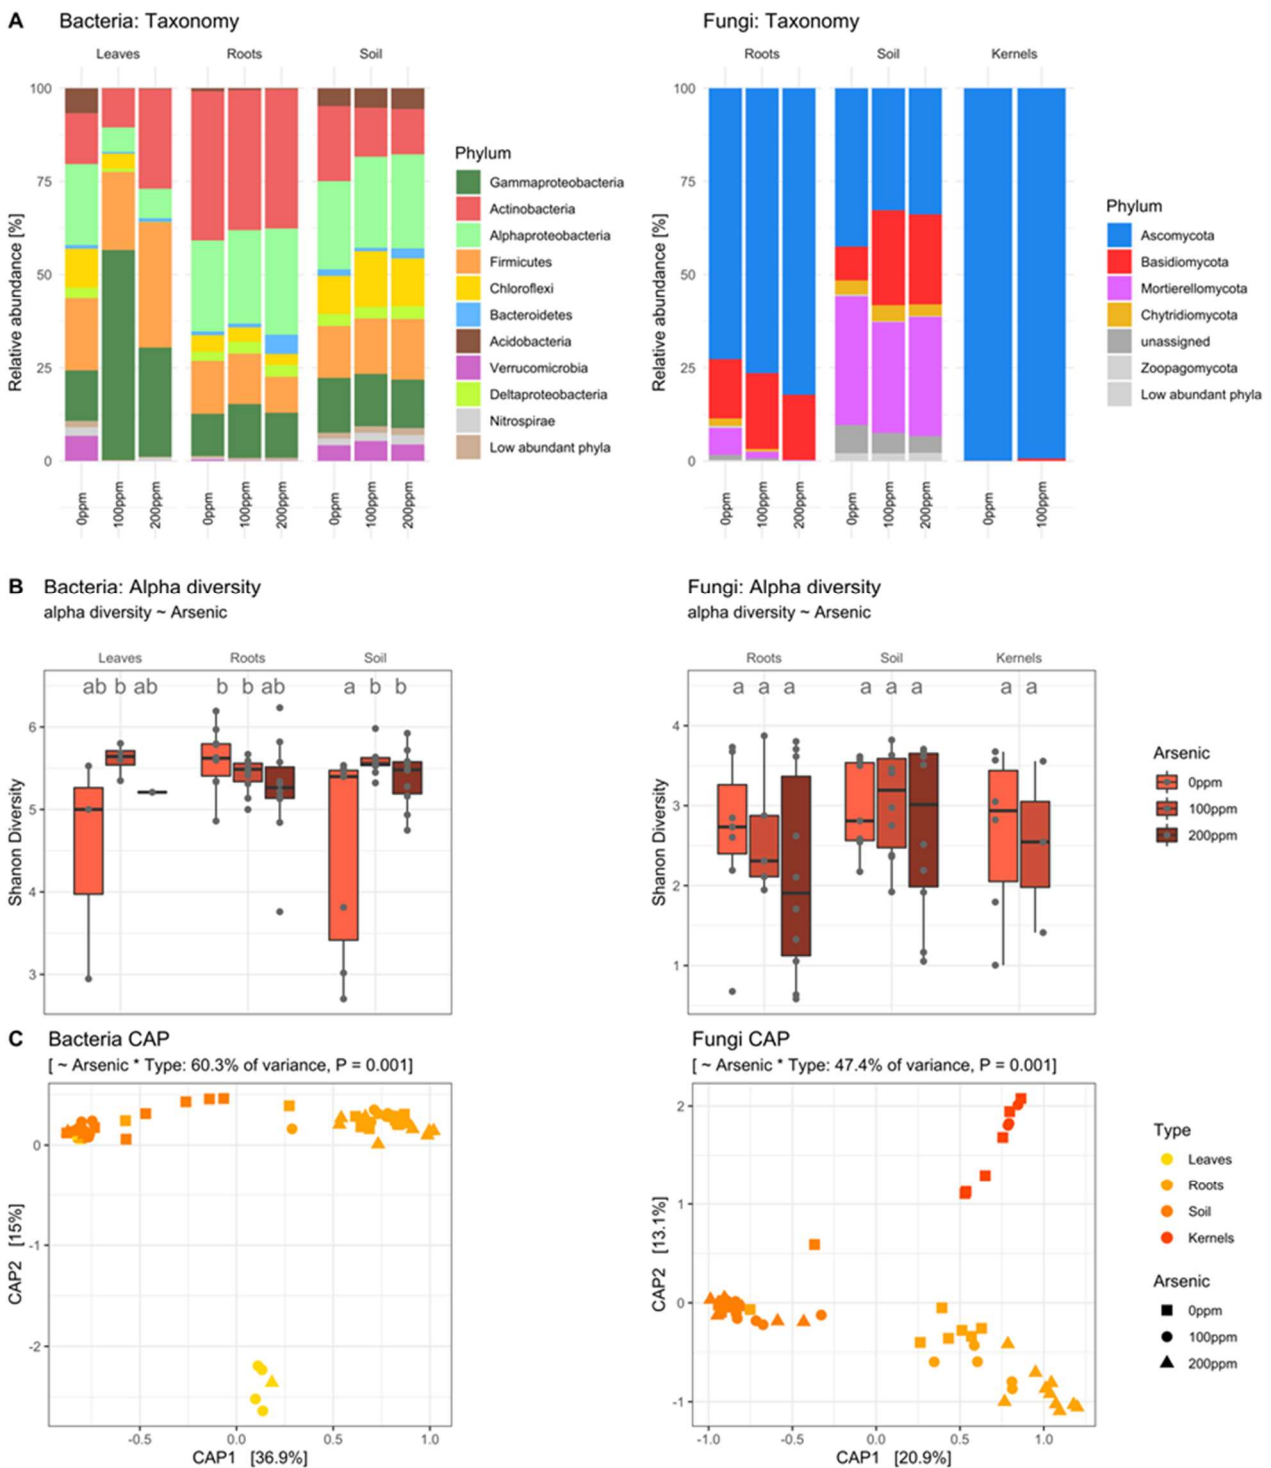 A Bacteria: Taxonomy
Leaves Roots Soil
Relative abundance [%]
100
75
50
25
0
0ppm 100ppm 200ppm 0ppm 100ppm 200ppm 0ppm 100ppm 200ppm
Phylum
Gammaproteobacteria
Actinobacteria
Alphaproteobacteria
Firmicutes
Chloroflexi
Bacteroidetes
Acidobacteria
Verrucomicrobia
Deltaproteobacteria
Nitrospirae
Low abundant phyla
Fungi: Taxonomy
Roots Soil Kernels
Relative abundance [%]
100
75
50
25
0
0ppm 100ppm 200ppm 0ppm 100ppm 200ppm 0ppm 100ppm
Phylum
Ascomycota
Basidiomycota
Mortierellomycota
Chytridiomycota
unassigned
Zoopagomycota
Low abundant phyla
B Bacteria: Alpha diversity
alpha diversity ~ Arsenic
Leaves Roots Soil
ab b ab b b ab a b b
Shanon Diversity
6
5
4
3
Fungi: Alpha diversity
alpha diversity ~ Arsenic
Roots Soil Kernels
a a a a a a a a
Shanon Diversity
4
3
2
1
Arsenic
0ppm
100ppm
200ppm
C Bacteria CAP
[ ~ Arsenic * Type: 60.3% of variance, P = 0.001]
CAP2 [15%]
0
-1
-2
-0.5 0.0 0.5 1.0
CAP1 [36.9%]
Fungi CAP
[ ~ Arsenic * Type: 47.4% of variance, P = 0.001]
CAP2 [13.1%]
2
1
0
-1
-1.0 -0.5 0.0 0.5 1.0
CAP1 [20.9%]
Type
Leaves
Roots
Soil
Kernels
Arsenic
0ppm
100ppm
200ppm